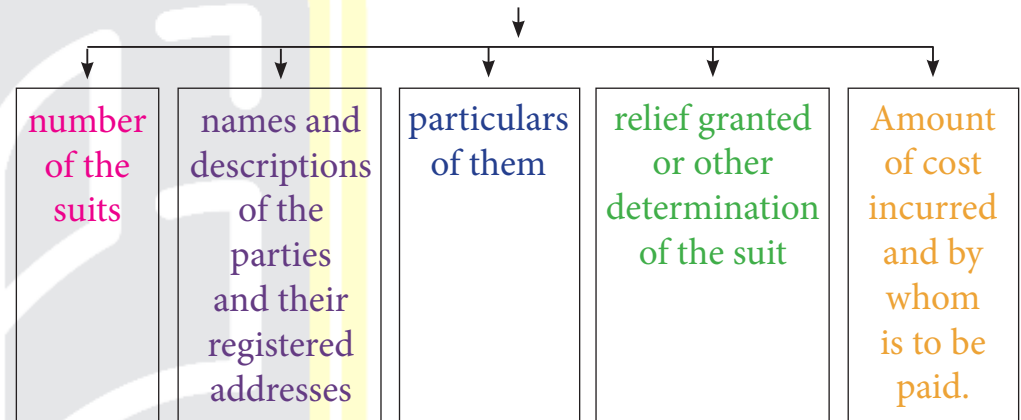 number
of the
suits
names and
descriptions
of the
parties
and their
registered
addresses
particulars
of them
relief granted
or other
determination
of the suit
Amount
of cost
incurred
and by
whom
is to be
paid.